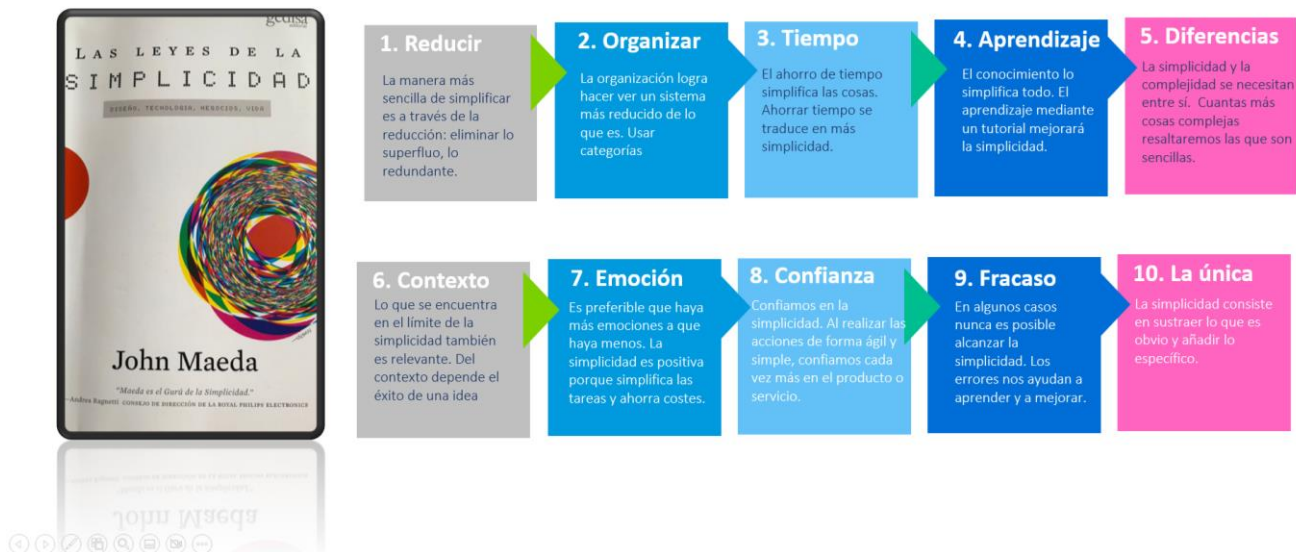 gedisa
LAS LEYES DE LA
SIMPLICIDAD
DISEÑO, TECNOLOGÍA, NEGOCIOS, VIDA
John Maeda
"Maeda es el Gurú de la Simplicidad."
- Andrea Ragnetti CONSEJO DE DIRECCIÓN DE LA ROYAL PHILIPS ELECTRONICS
1. Reducir
La manera más
sencilla de simplificar
es a través de la
reducción: eliminar lo
superfluo, lo
redundante.
2. Organizar
La organización logra
hacer ver un sistema
más reducido de lo
que es. Usar
categorías
3. Tiempo
El ahorro de tiempo
simplifica las cosas.
Ahorrar tiempo se
traduce en más
simplicidad.
4. Aprendizaje
El conocimiento lo
simplifica todo. El
aprendizaje mediante
un tutorial mejorará
la simplicidad.
5. Diferencias
La simplicidad y la
complejidad se necesitan
entre sí. Cuantas más
cosas complejas
resaltaremos las que son
sencillas.
6. Contexto
Lo que se encuentra
en el límite de la
simplicidad también
es relevante. Del
contexto depende el
éxito de una idea
7. Emoción
Es preferible que haya
más emociones a que
haya menos. La
simplicidad es positiva
porque simplifica las
tareas y ahorra costes.
8. Confianza
Confiamos en la
simplicidad. Al realizar las
acciones de forma ágil y
simple, confiamos cada
vez más en el producto o
servicio.
9. Fracaso
En algunos casos
nunca es posible
alcanzar la
simplicidad. Los
errores nos ayudan a
aprender y a mejorar.
10. La única
La simplicidad consiste
en sustraer lo que es
obvio y añadir lo
específico.